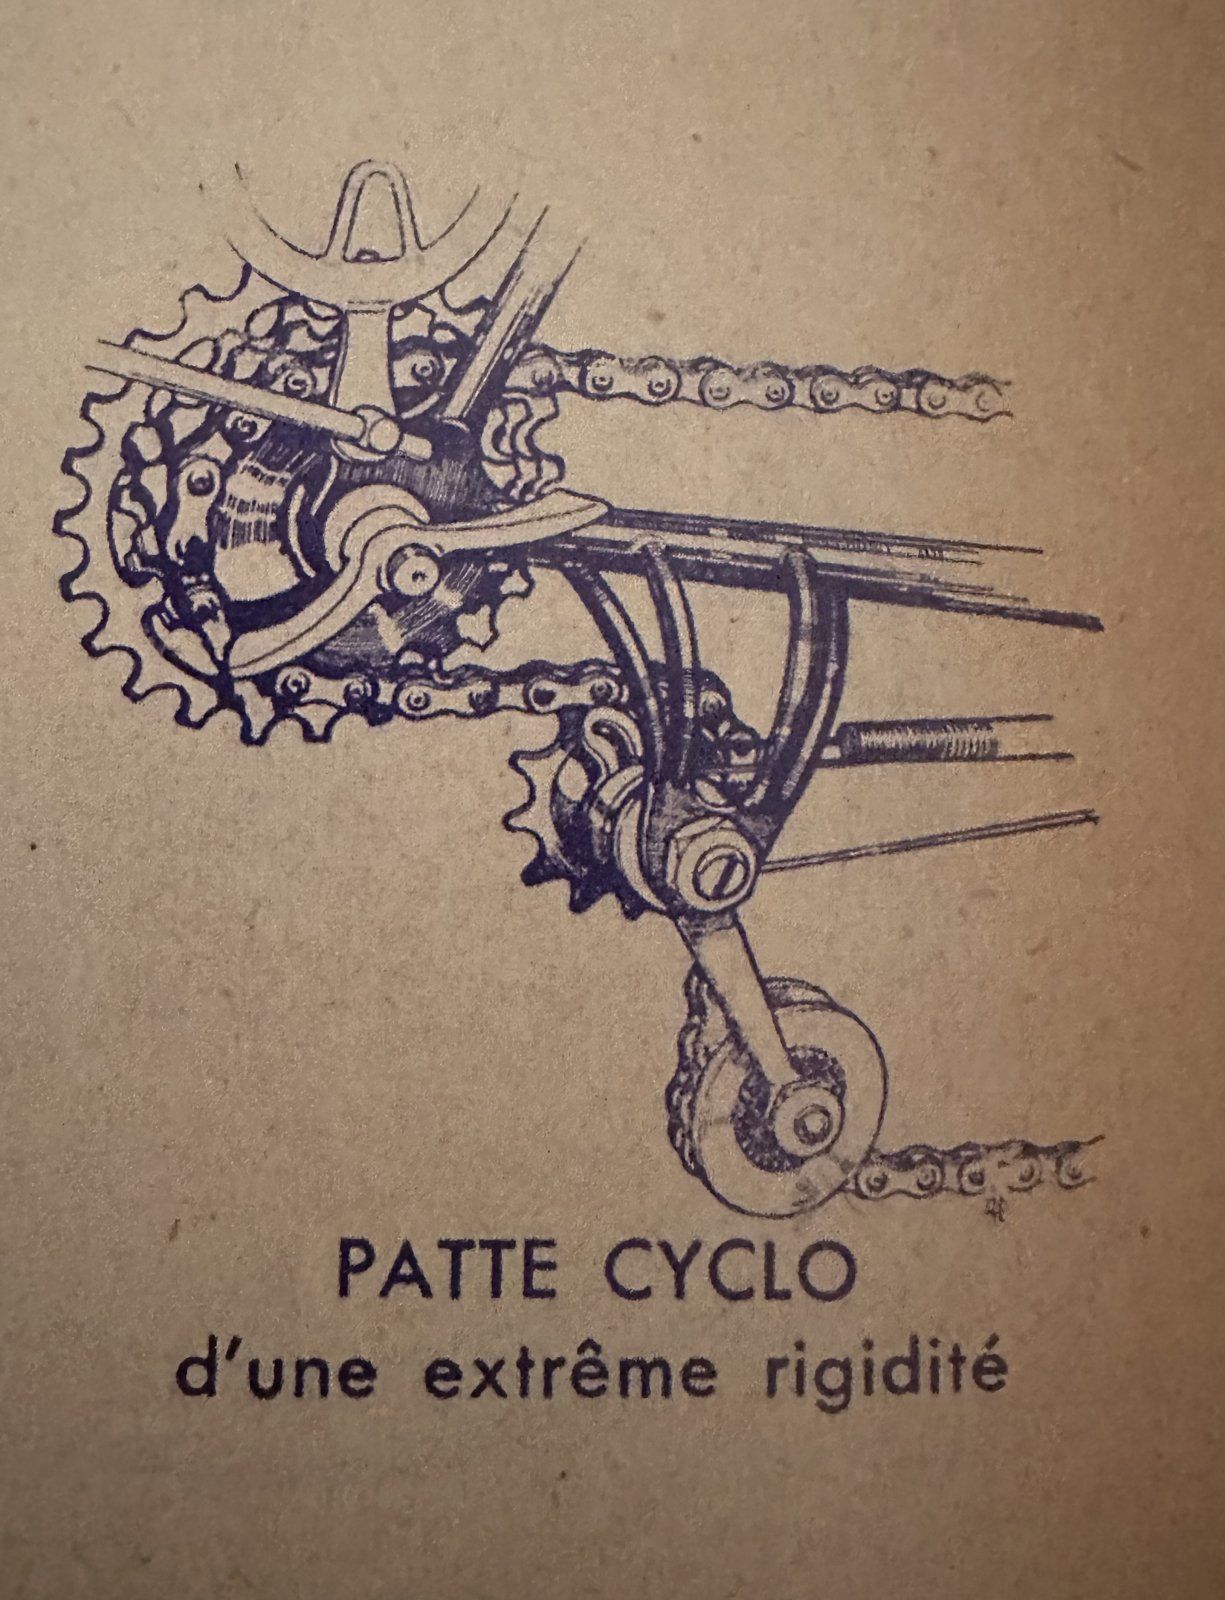 PATTE CYCLO
d'une extrême rigidité